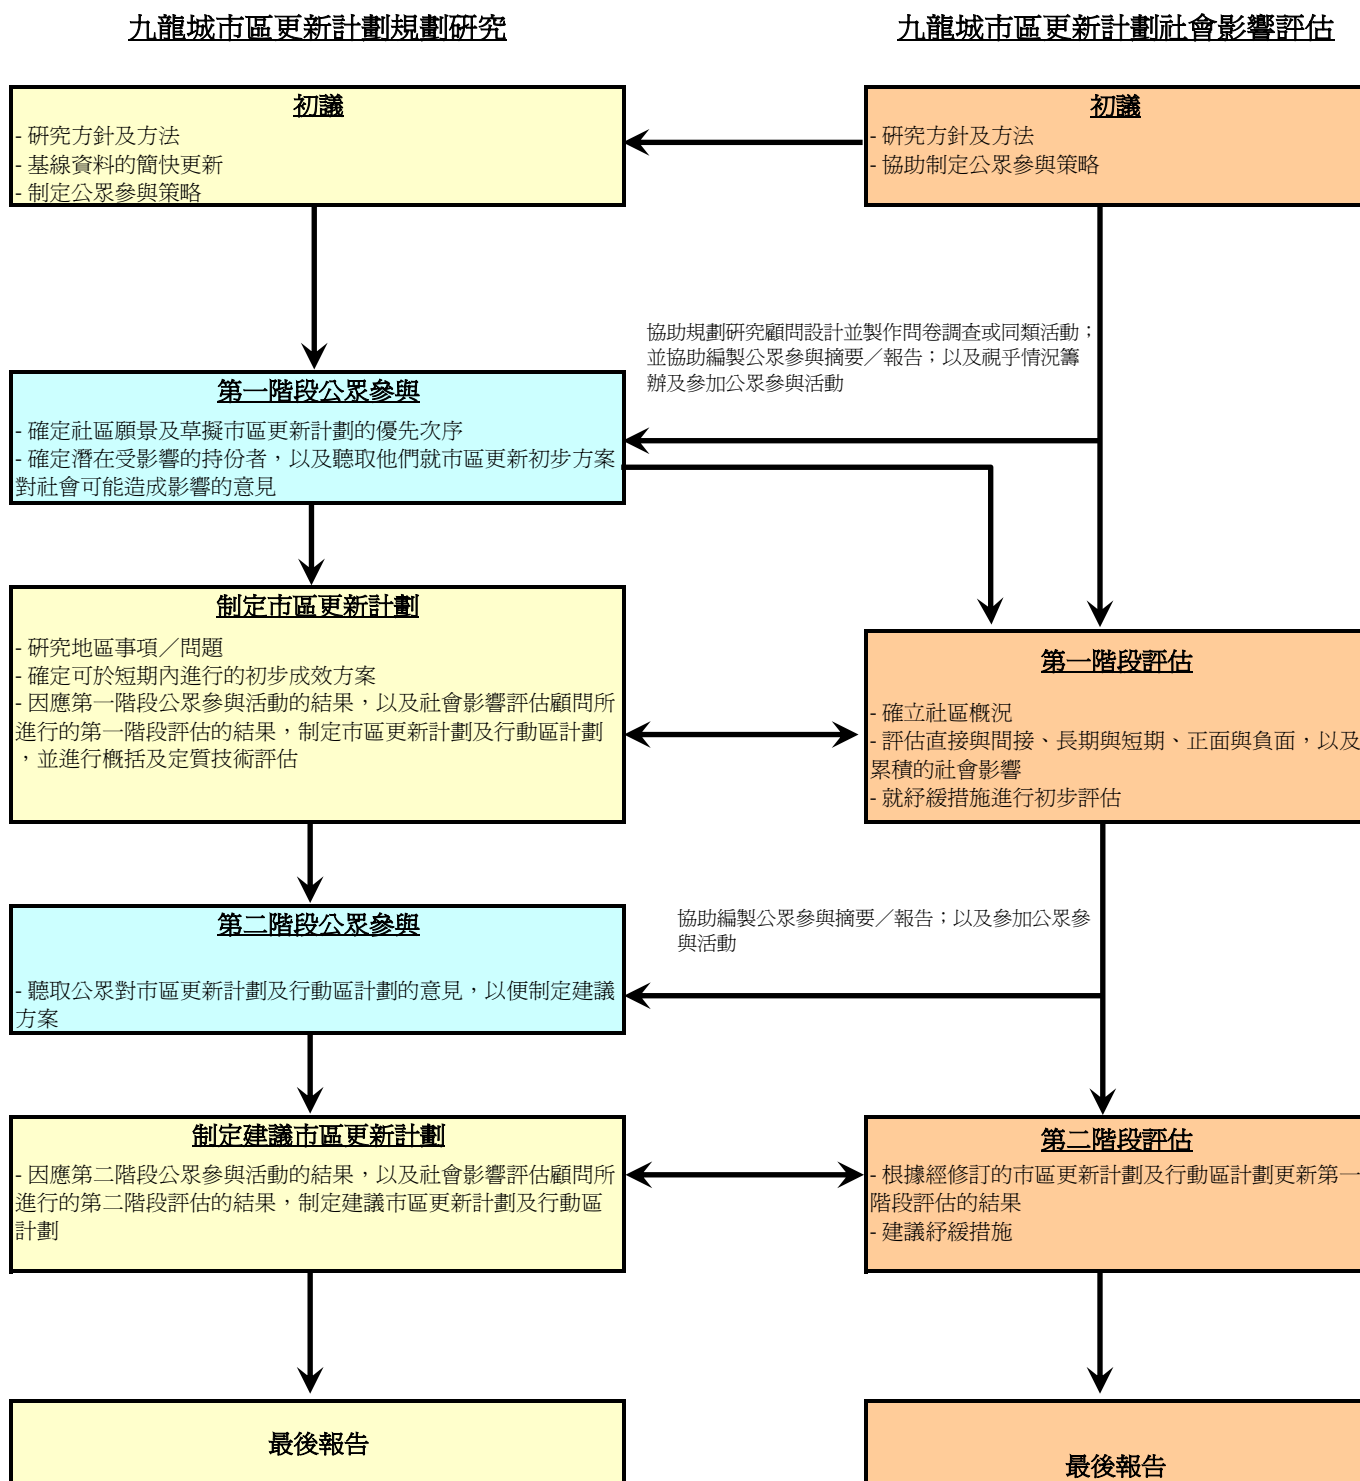 九龍城市區更新計劃規劃研究
九龍城市區更新計劃社會影響評估
初議
- 研究方針及方法
- 基線資料的簡快更新
- 制定公眾參與策略
初議
- 研究方針及方法
- 協助制定公眾參與策略
協助規劃研究顧問設計並製作問卷調查或同類活動；
並協助編製公眾參與摘要／報告；以及視乎情況籌
辦及參加公眾參與活動
第一階段公眾參與
- 確定社區願景及草擬市區更新計劃的優先次序
- 確定潛在受影響的持份者，以及聽取他們就市區更新初步方案
對社會可能造成影響的意見
制定市區更新計劃
- 研究地區事項／問題
- 確定可於短期內進行的初步成效方案
- 因應第一階段公眾參與活動的結果，以及社會影響評估顧問所
進行的第一階段評估的結果，制定市區更新計劃及行動區計劃
，並進行概括及定質技術評估
第一階段評估
- 確立社區概況
- 評估直接與間接、長期與短期、正面與負面，以及
累積的社會影響
- 就紓緩措施進行初步評估
第二階段公眾參與
- 聽取公眾對市區更新計劃及行動區計劃的意見，以便制定建議
方案
協助編製公眾參與摘要／報告；以及參加公眾參
與活動
制定建議市區更新計劃
- 因應第二階段公眾參與活動的結果，以及社會影響評估顧問所
進行的第二階段評估的結果，制定建議市區更新計劃及行動區
計劃
第二階段評估
- 根據經修訂的市區更新計劃及行動區計劃更新第一
階段評估的結果
- 建議紓緩措施
最後報告
最後報告